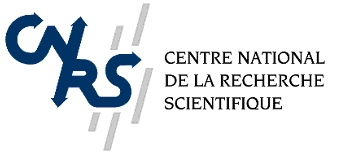 CNRS
CENTRE NATIONAL
DE LA RECHERCHE
SCIENTIFIQUE